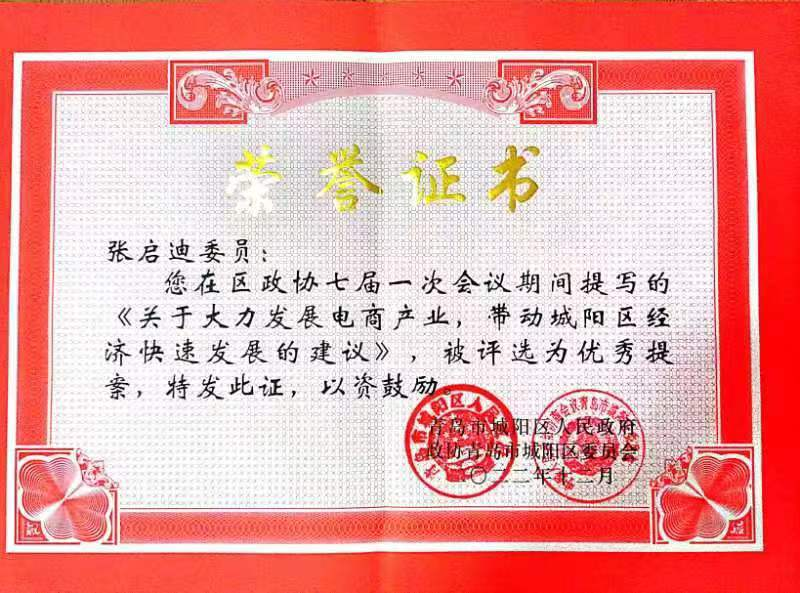 荣誉证书
张启迪委员：
您在区政协七届一次会议期间提写的
《关于大力发展电商产业，带动城阳区经
济快速发展的建议》，被评选为优秀提
案，特发此证，以资鼓励。
青岛市城阳区人民政府
政协青岛市城阳区委员会
二〇二二年十二月